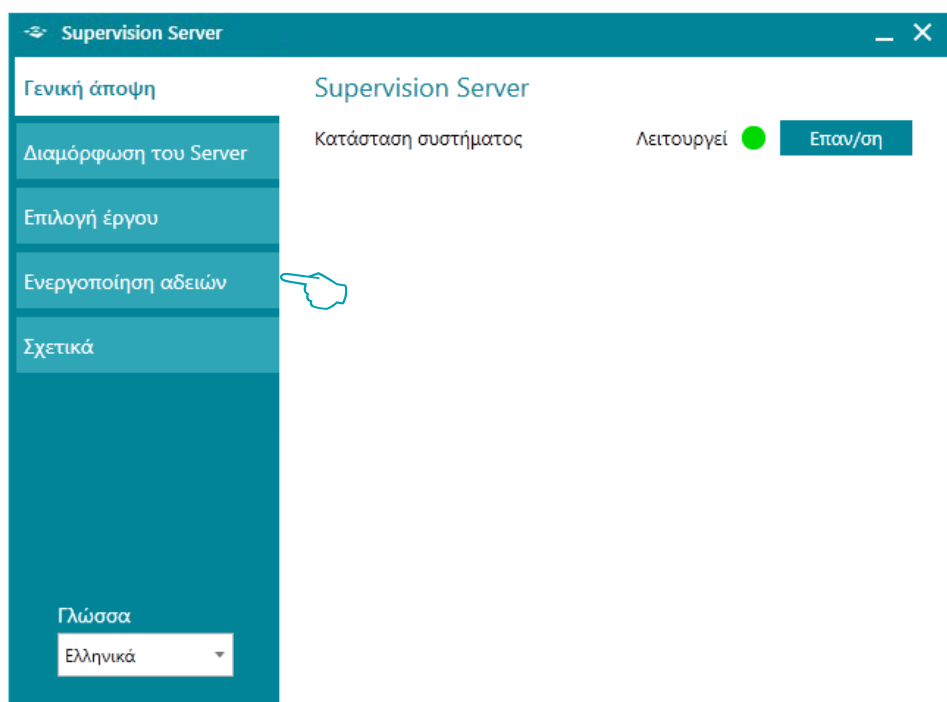 Supervision Server
Γενική άποψη
Διαμόρφωση του Server
Επιλογή έργου
Ενεργοποίηση αδειών
Σχετικά
Γλώσσα
Ελληνικά
Supervision Server
Κατάσταση συστήματος Λειτουργεί Επαν/ση